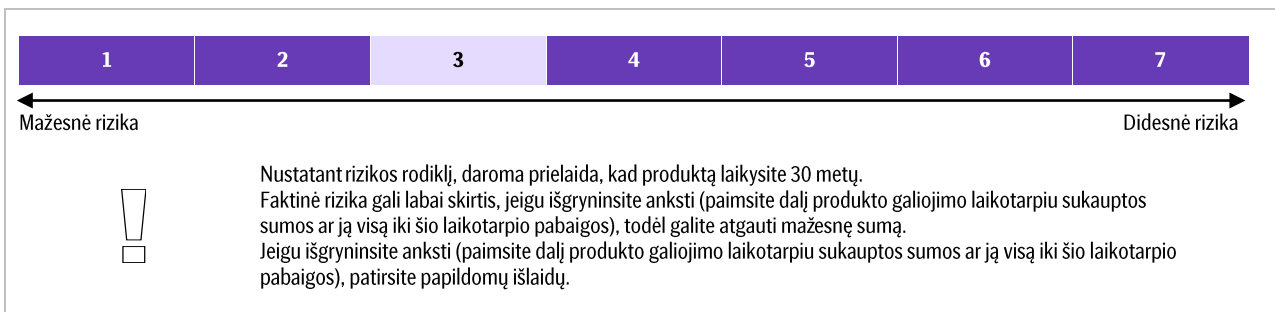 1 2 3 4 5 6 7
Mažesnė rizika Didesnė rizika
Nustatant rizikos rodiklį, daroma prielaida, kad produktą laikysite 30 metų.
Faktinė rizika gali labai skirtis, jeigu išgryninsite anksti (paimsite dalį produkto galiojimo laikotarpiu sukauptos
sumos ar ją visą iki šio laikotarpio pabaigos), todėl galite atgauti mažesnę sumą.
Jeigu išgryninsite anksti (paimsite dalį produkto galiojimo laikotarpiu sukauptos sumos ar ją visą iki šio laikotarpio
pabaigos), patirsite papildomų išlaidų.